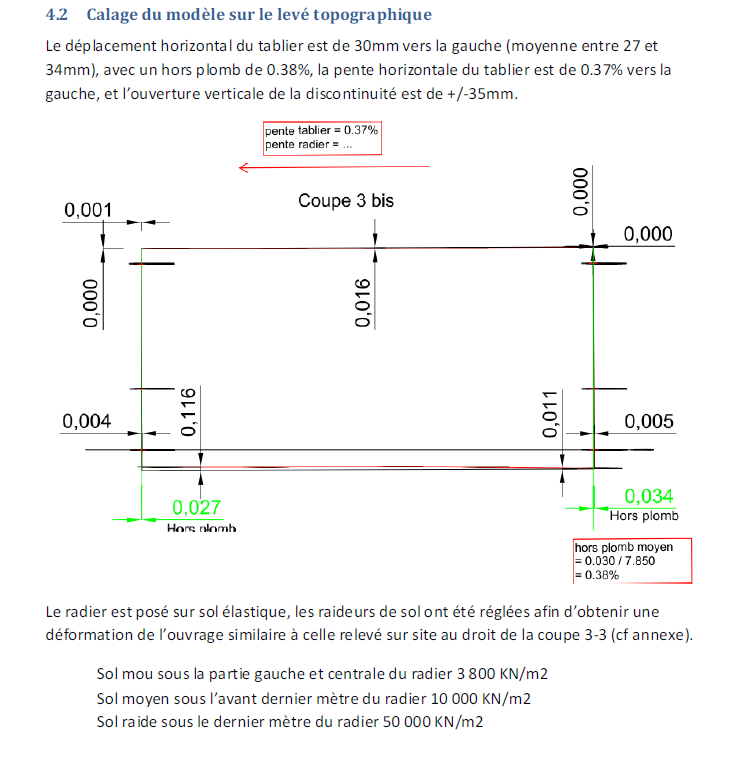 4.2 Calage du modèle sur le levé topographique
Le déplacement horizontal du tablier est de 30mm vers la gauche (moyenne entre 27 et
34mm), avec un hors plomb de 0.38%, la pente horizontale du tablier est de 0.37% vers la
gauche, et l'ouverture verticale de la discontinuité est de +/-35mm.
pente tablier = 0.37%
pente radier = ...
0,000
0,001
Coupe 3 bis
0,000
0,000
0,016
0,116
0,011
0,004
0,005
0,027
Hors plomb
0,034
Hors plomb
hors plomb moyen
= 0.030 / 7.850
= 0.38%
Le radier est posé sur sol élastique, les raideurs de sol ont été réglées afin d'obtenir une
déformation de l'ouvrage similaire à celle relevé sur site au droit de la coupe 3-3 (cf annexe).
Sol mou sous la partie gauche et centrale du radier 3 800 KN/m2
Sol moyen sous l'avant dernier mètre du radier 10 000 KN/m2
Sol raide sous le dernier mètre du radier 50 000 KN/m2